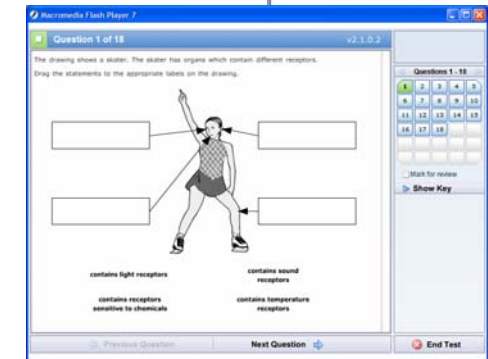 Macromedia Flash Player 7
Question 1 of 18
v2.1.0.2
The drawing shows a skater. The skater has organs which contain different receptors.
Drag the statements to the appropriate labels on the drawing.
contains light receptors
contains sound
receptors
contains receptors
sensitive to chemicals
contains temperature
receptors
Previous Question
Next Question
Questions 1 - 18
1 2 3 4 5
6 7 8 9 10
11 12 13 14 15
16 17 18
Mark for review
Show Key
End Test